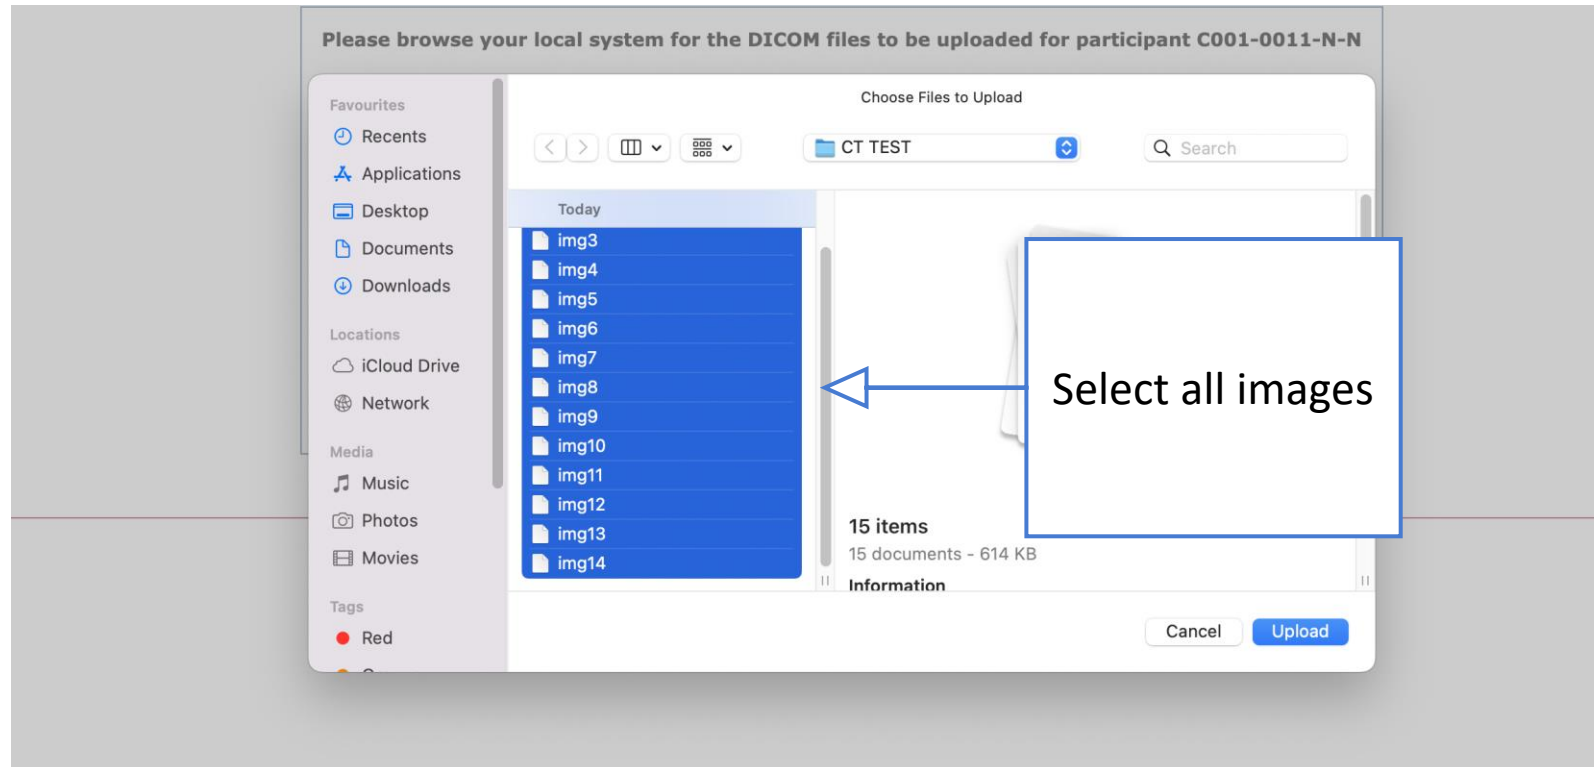 Please browse your local system for the DICOM files to be uploaded for participant C001-0011-N-N
Choose Files to Upload
Favourites
Recents
Applications
Desktop
Documents
Downloads
Locations
iCloud Drive
Network
Media
Music
Photos
Movies
Tags
Red
CT TEST
Search
Today
img3
img4
img5
img6
img7
img8
img9
img10
img11
img12
img13
img14
Select all images
15 items
15 documents - 614 KB
Information
Cancel
Upload